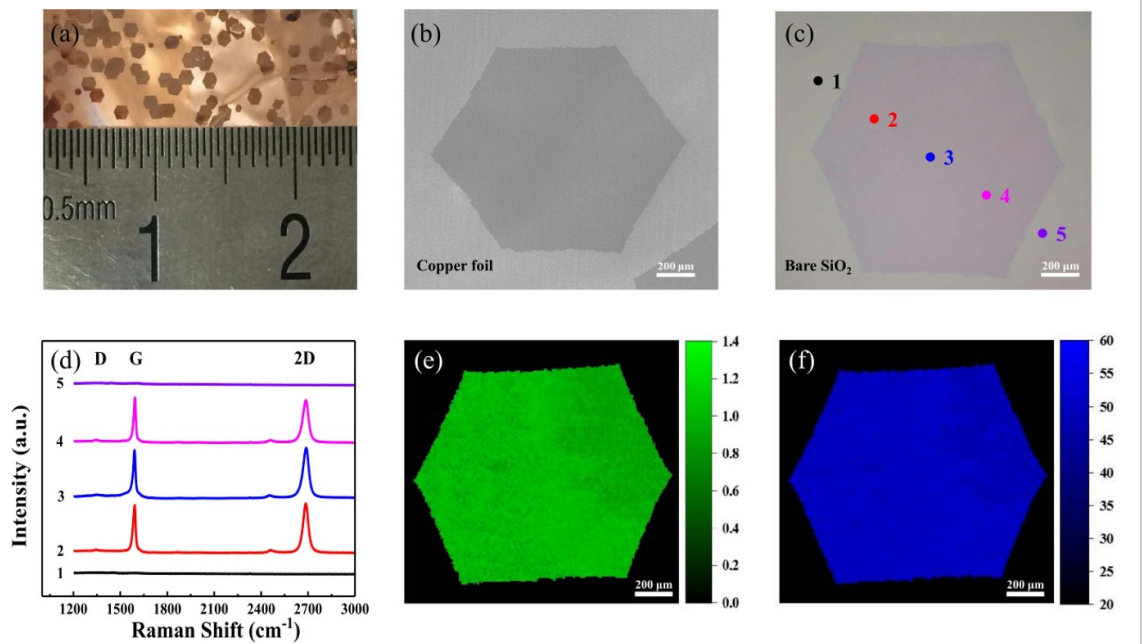 (a)
0.5mm
1
2
(b)
Copper foil
200 μm
(c)
1
2
3
4
5
Bare SiO₂
200 μm
(d)
D G 2D
5
4
3
2
1
Intensity (a.u.)
1200 1500 1800 2100 2400 2700 3000
Raman Shift (cm⁻¹)
(e)
200 μm
1.4
1.2
1.0
0.8
0.6
0.4
0.2
0.0
(f)
200 μm
60
55
50
45
40
35
30
25
20